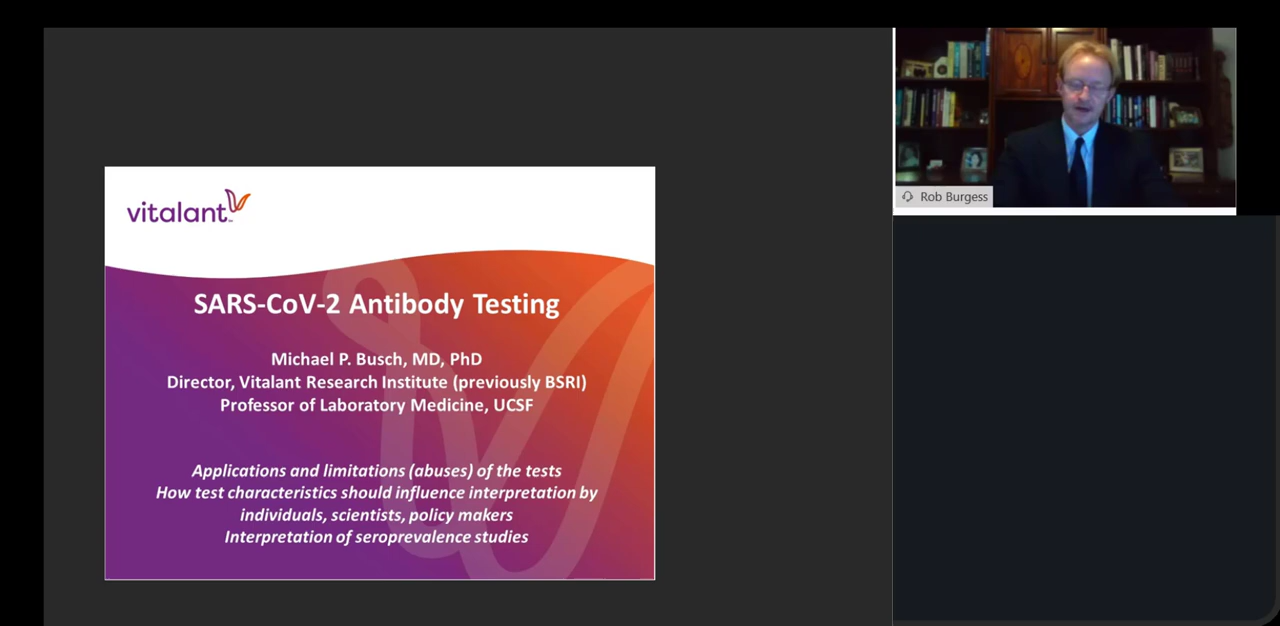 vitalant
SARS-CoV-2 Antibody Testing
Michael P. Busch, MD, PhD
Director, Vitalant Research Institute (previously BSRI)
Professor of Laboratory Medicine, UCSF
Applications and limitations (abuses) of the tests
How test characteristics should influence interpretation by
individuals, scientists, policy makers
Interpretation of seroprevalence studies
Rob Burgess